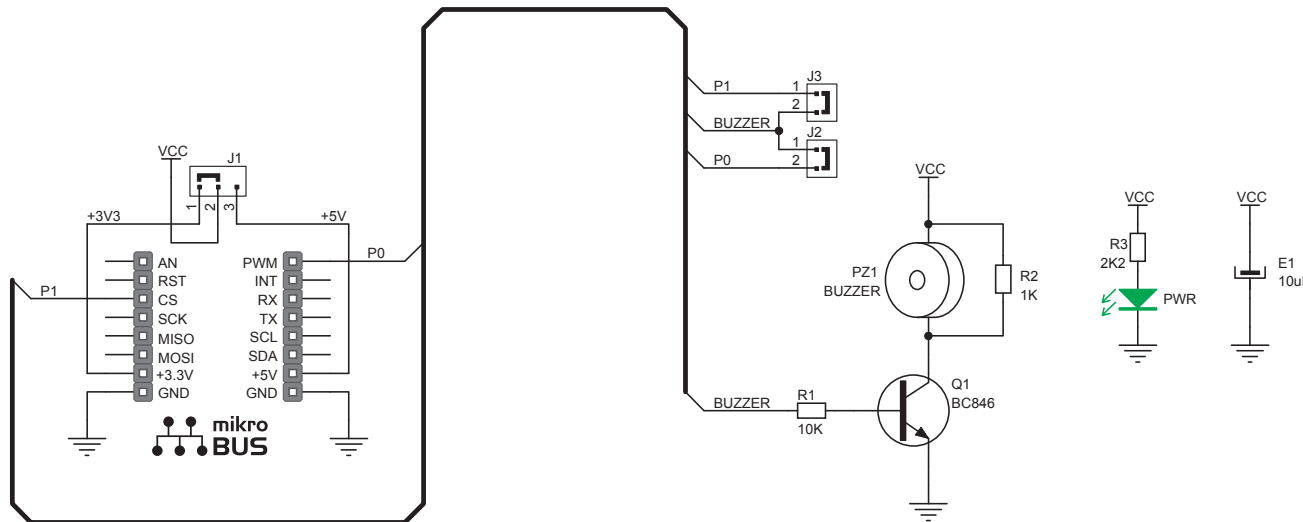 P1
J3
1
2
BUZZER
J2
1
2
P0
VCC
J1
1
2
3
+3V3
+5V
P0
P1
AN
RST
CS
SCK
MISO
MOSI
+3.3V
GND
PWM
INT
RX
TX
SCL
SDA
+5V
GND
mikro
BUS
VCC
PZ1
BUZZER
R2
1K
BUZZER
R1
10K
Q1
BC846
VCC
R3
2K2
PWR
VCC
E1